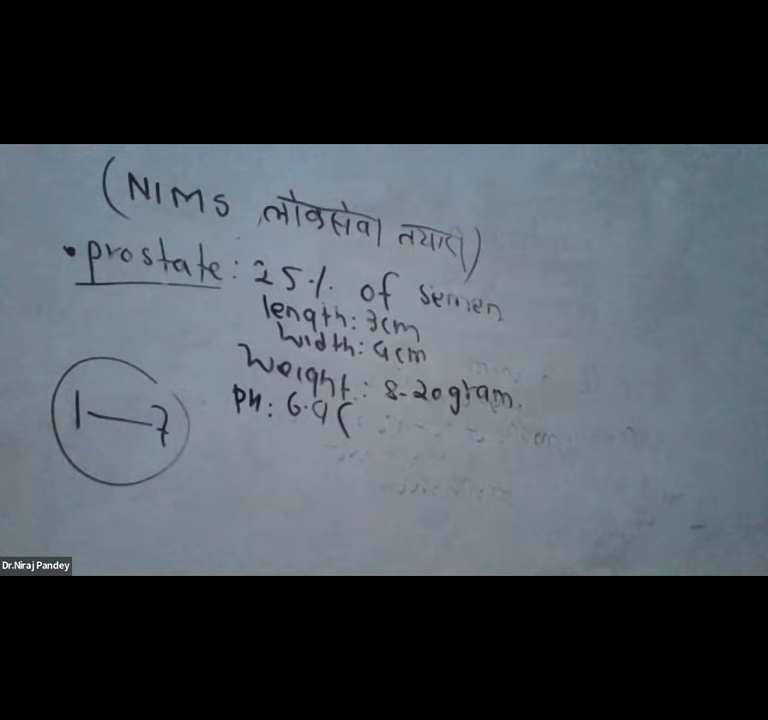 (NIMS लोकसेवा तयारी)
• prostate: 25% of semen
length: 3cm
width: 4cm
Weight: 8-20gram.
PH: 6.4(
1—7
Dr.Niraj Pandey